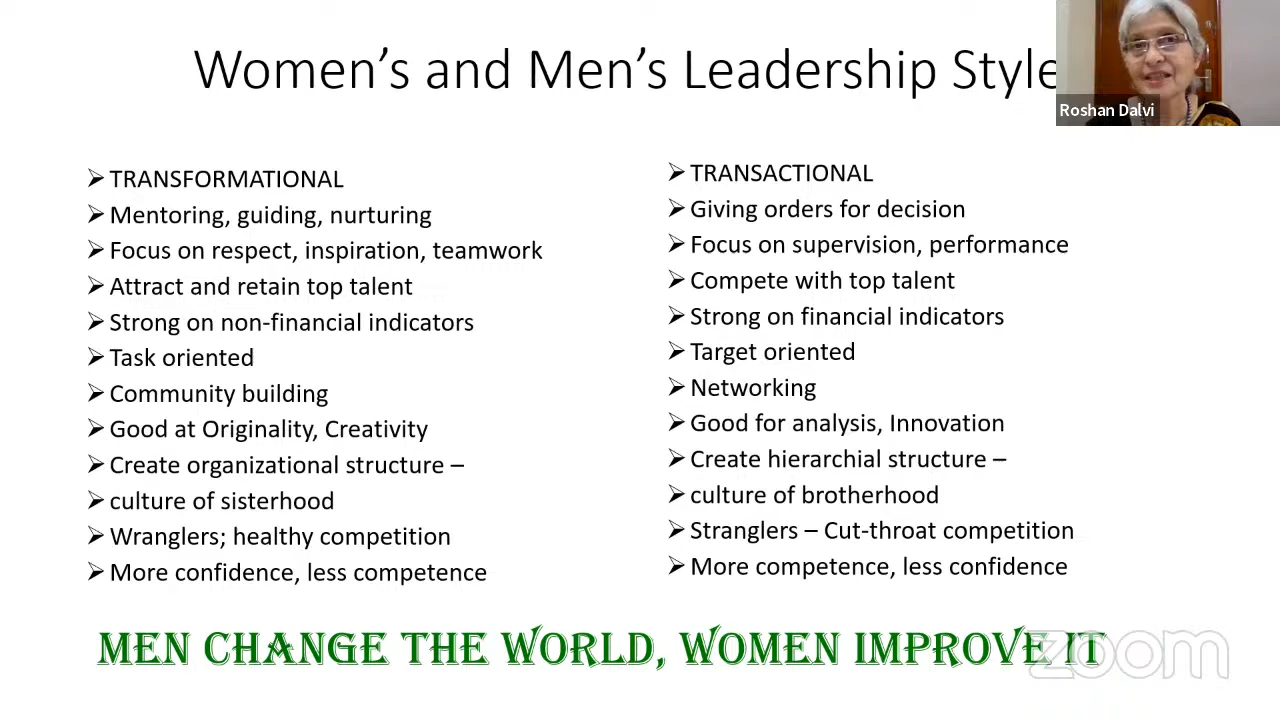 Women's and Men's Leadership Style
Roshan Dalvi
TRANSFORMATIONAL
Mentoring, guiding, nurturing
Focus on respect, inspiration, teamwork
Attract and retain top talent
Strong on non-financial indicators
Task oriented
Community building
Good at Originality, Creativity
Create organizational structure –
culture of sisterhood
Wranglers; healthy competition
More confidence, less competence
TRANSACTIONAL
Giving orders for decision
Focus on supervision, performance
Compete with top talent
Strong on financial indicators
Target oriented
Networking
Good for analysis, Innovation
Create hierarchial structure –
culture of brotherhood
Stranglers – Cut-throat competition
More competence, less confidence
MEN CHANGE THE WORLD, WOMEN IMPROVE IT
zoom